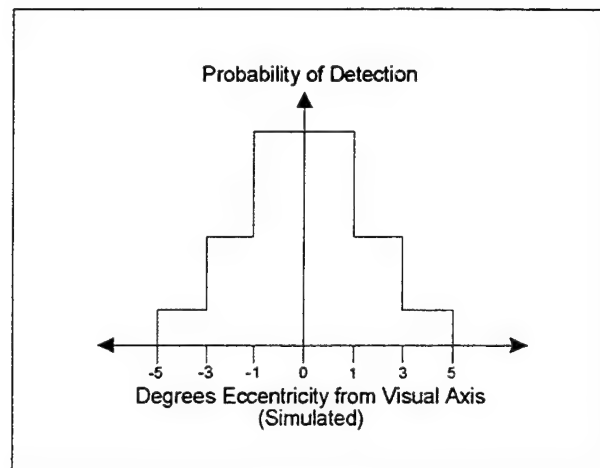 Probability of Detection
-5 -3 -1 0 1 3 5
Degrees Eccentricity from Visual Axis
(Simulated)